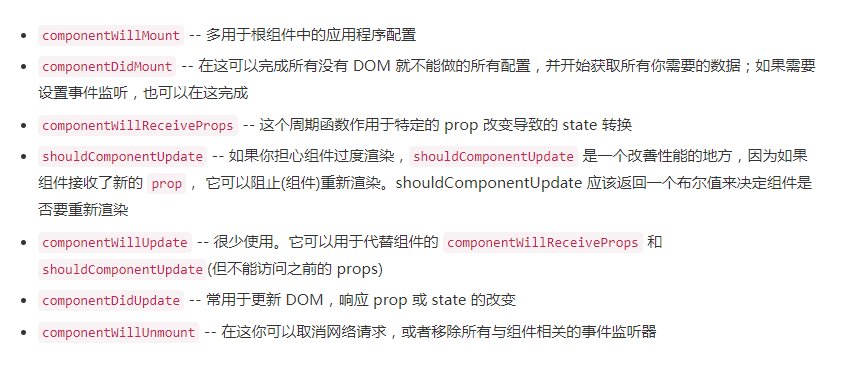 componentWillMount -- 多用于根组件中的应用程序配置
componentDidMount -- 在这可以完成所有没有 DOM 就不能做的所有配置，并开始获取所有你需要的数据；如果需要
设置事件监听，也可以在这完成
componentWillReceiveProps -- 这个周期函数作用于特定的 prop 改变导致的 state 转换
shouldComponentUpdate -- 如果你担心组件过度渲染，shouldComponentUpdate 是一个改善性能的地方，因为如果
组件接收了新的 prop， 它可以阻止(组件)重新渲染。shouldComponentUpdate 应该返回一个布尔值来决定组件是
否要重新渲染
componentWillUpdate -- 很少使用。它可以用于代替组件的 componentWillReceiveProps 和
shouldComponentUpdate(但不能访问之前的 props)
componentDidUpdate -- 常用于更新 DOM，响应 prop 或 state 的改变
componentWillUnmount -- 在这你可以取消网络请求，或者移除所有与组件相关的事件监听器